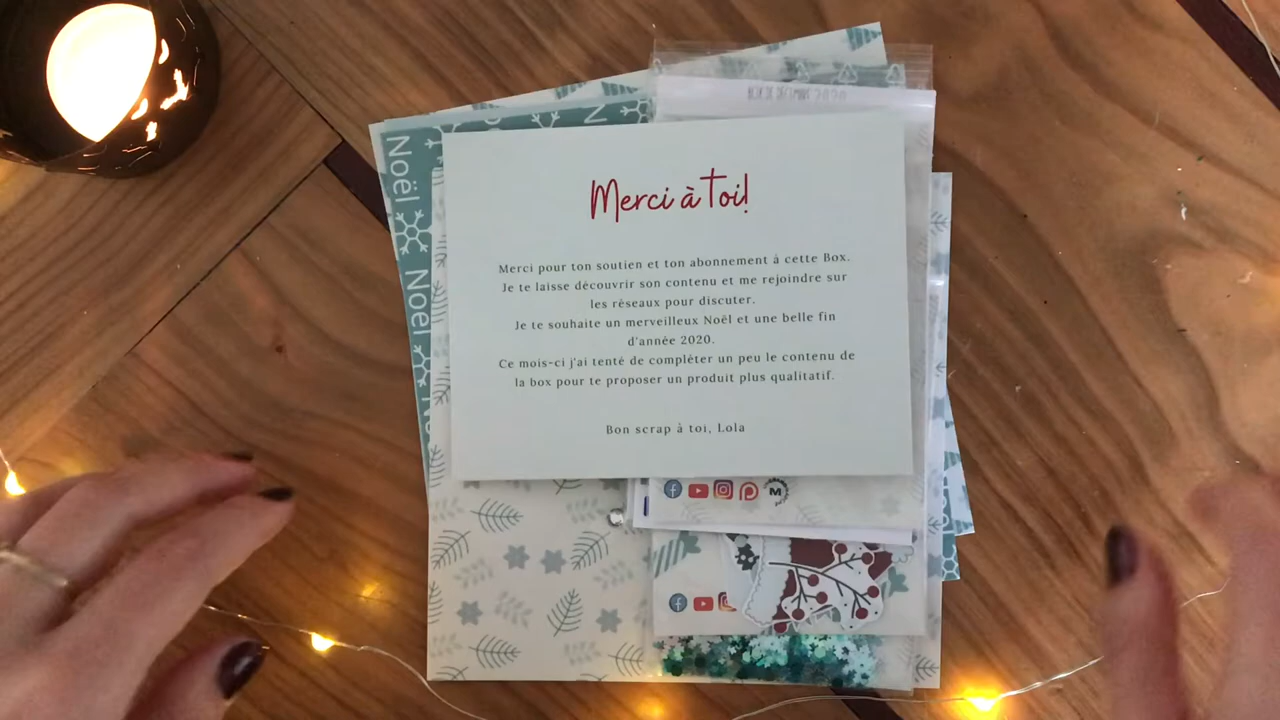 Noël
Noël
Merci à toi!
Merci pour ton soutien et ton abonnement à cette Box.
Je te laisse découvrir son contenu et me rejoindre sur
les réseaux pour discuter.
Je te souhaite un merveilleux Noël et une belle fin
d'année 2020.
Ce mois-ci j'ai tenté de complèter un peu le contenu de
la box pour te proposer un produit plus qualitatif.
Bon scrap à toi, Lola
M